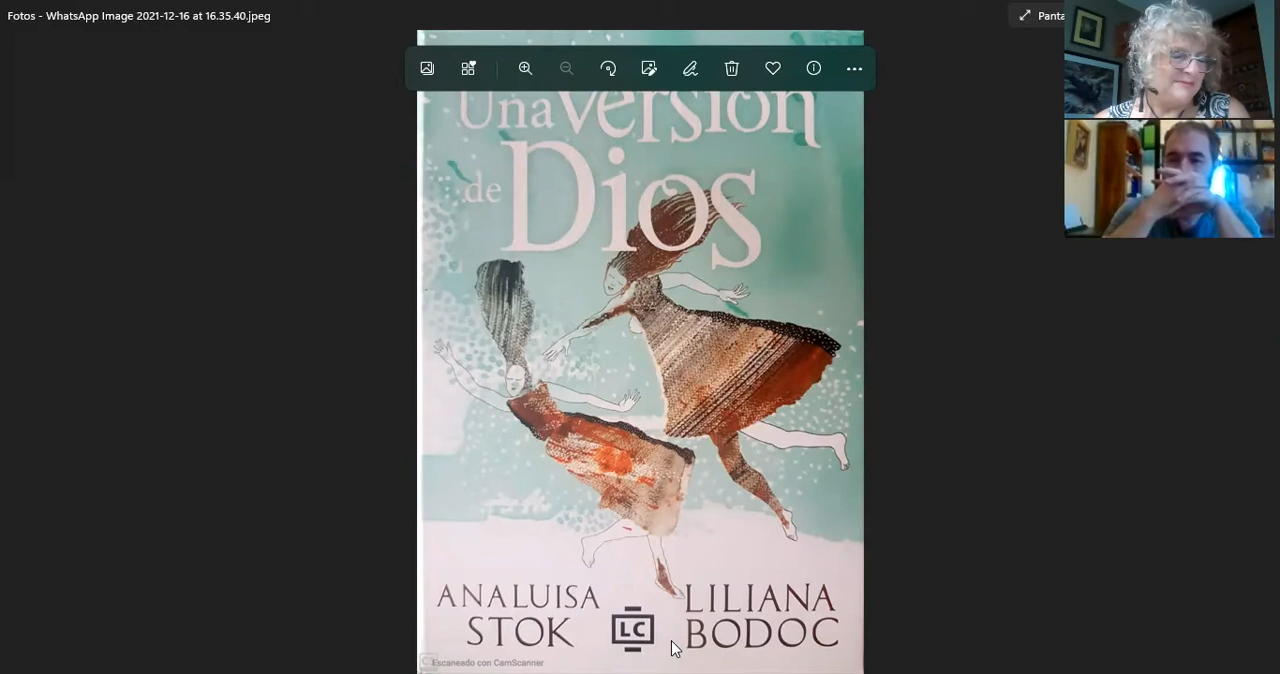 Fotos - WhatsApp Image 2021-12-16 at 16.35.40.jpeg
Panta
Una versión
de Dios
ANALUISA
STOK
LC
LILIANA
BODOC
Escaneado con CamScanner